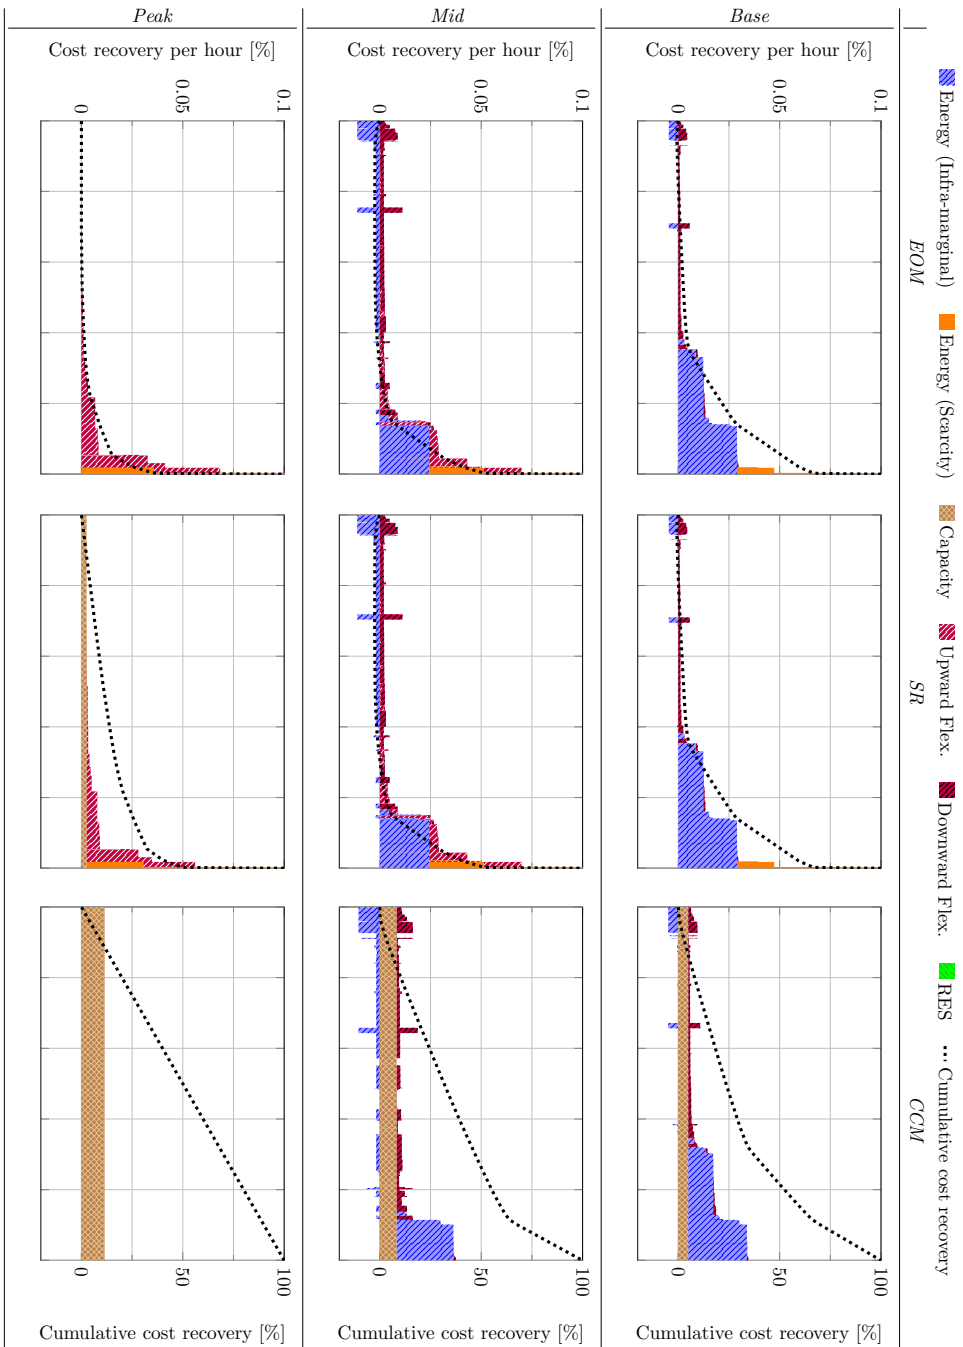 Energy (Infra-marginal) Energy (Scarcity) Capacity Upward Flex. Downward Flex. RES Cumulative cost recovery
EOM SR CCM
Base
Cost recovery per hour [%]
0 0.05 0.1
0 50 100
Cumulative cost recovery [%]
Mid
Cost recovery per hour [%]
0 0.05 0.1
0 50 100
Cumulative cost recovery [%]
Peak
Cost recovery per hour [%]
0 0.05 0.1
0 50 100
Cumulative cost recovery [%]